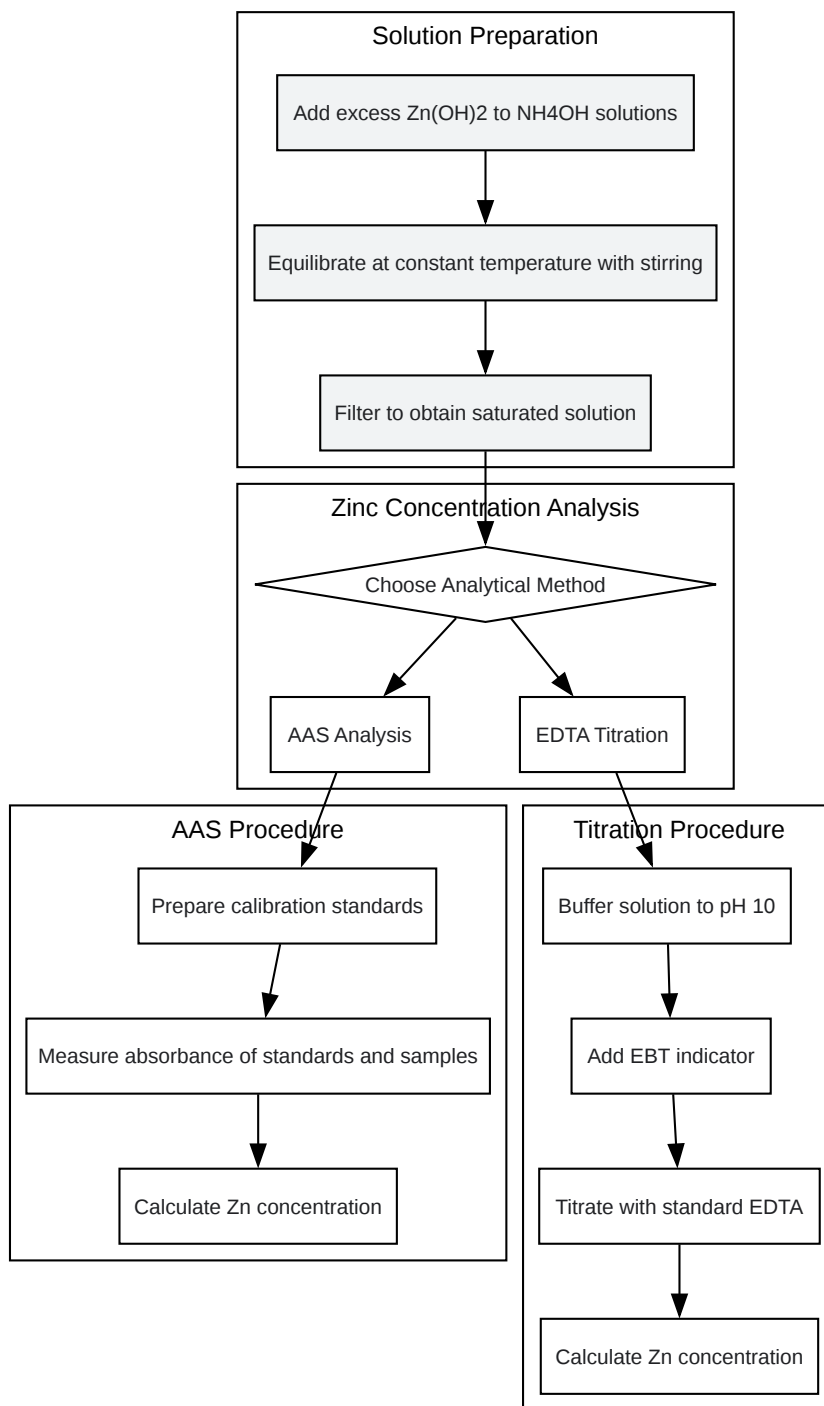 Solution Preparation
Add excess Zn(OH)2 to NH4OH solutions
Equilibrate at constant temperature with stirring
Filter to obtain saturated solution
Zinc Concentration Analysis
Choose Analytical Method
AAS Analysis
EDTA Titration
AAS Procedure
Prepare calibration standards
Measure absorbance of standards and samples
Calculate Zn concentration
Titration Procedure
Buffer solution to pH 10
Add EBT indicator
Titrate with standard EDTA
Calculate Zn concentration